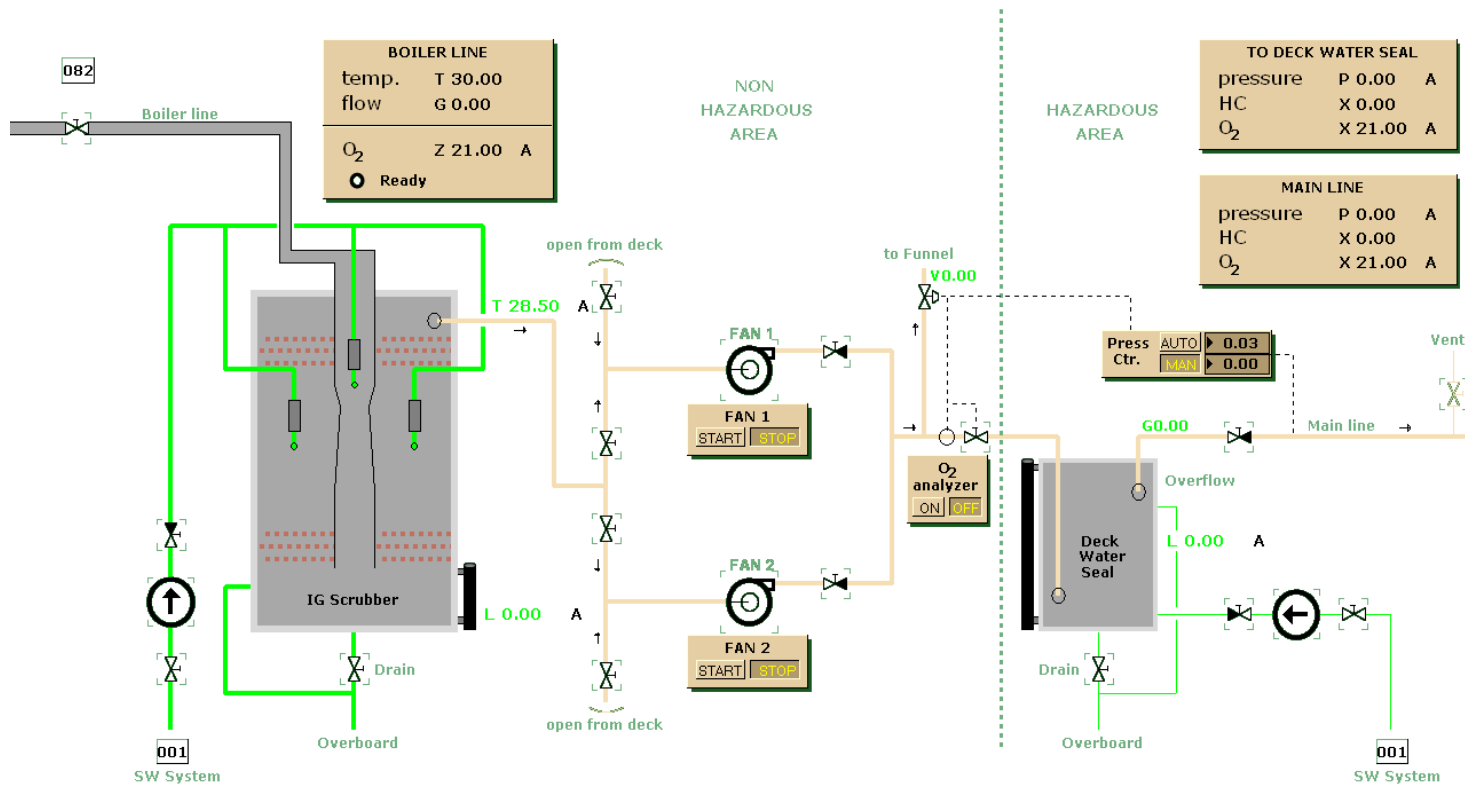 082
Boiler line
BOILER LINE
temp. T 30.00
flow G 0.00
O2 Z 21.00 A
Ready
NON
HAZARDOUS
AREA
HAZARDOUS
AREA
TO DECK WATER SEAL
pressure P 0.00 A
HC X 0.00
O2 X 21.00 A
MAIN LINE
pressure P 0.00 A
HC X 0.00
O2 X 21.00 A
open from deck
to Funnel
V0.00
T 28.50 A
FAN 1
FAN 1
START STOP
Press
Ctr.
AUTO 0.03
MAN 0.00
Vent
G0.00
Main line
O2
analyzer
ON OFF
Overflow
L 0.00 A
Deck
Water
Seal
FAN 2
FAN 2
START STOP
IG Scrubber
L 0.00 A
Drain
Drain
open from deck
Overboard
Overboard
001
SW System
001
SW System